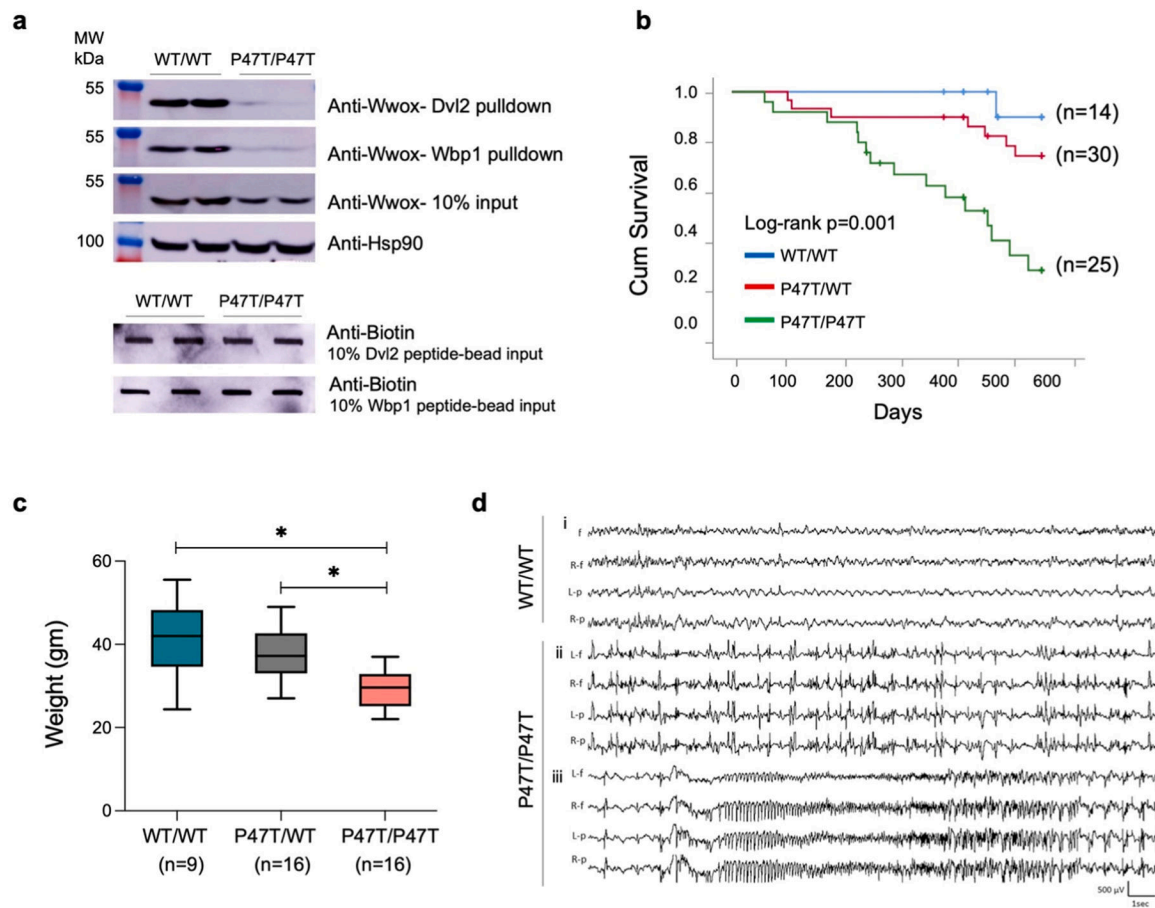 a
MW
kDa
WT/WT P47T/P47T
55
Anti-Wwox- Dvl2 pulldown
55
Anti-Wwox- Wbp1 pulldown
55
Anti-Wwox- 10% input
100
Anti-Hsp90
WT/WT P47T/P47T
Anti-Biotin
10% Dvl2 peptide-bead input
Anti-Biotin
10% Wbp1 peptide-bead input
b
Cum Survival
1.0
0.8
0.6
0.4
0.2
0.0
(n=14)
(n=30)
(n=25)
Log-rank p=0.001
WT/WT
P47T/WT
P47T/P47T
0 100 200 300 400 500 600
Days
c
Weight (gm)
60
40
20
0
*
*
WT/WT P47T/WT P47T/P47T
(n=9) (n=16) (n=16)
d
WT/WT
i
f
R-f
L-p
R-p
P47T/P47T
ii
L-f
R-f
L-p
R-p
iii
L-f
R-f
L-p
R-p
500 µV
1sec